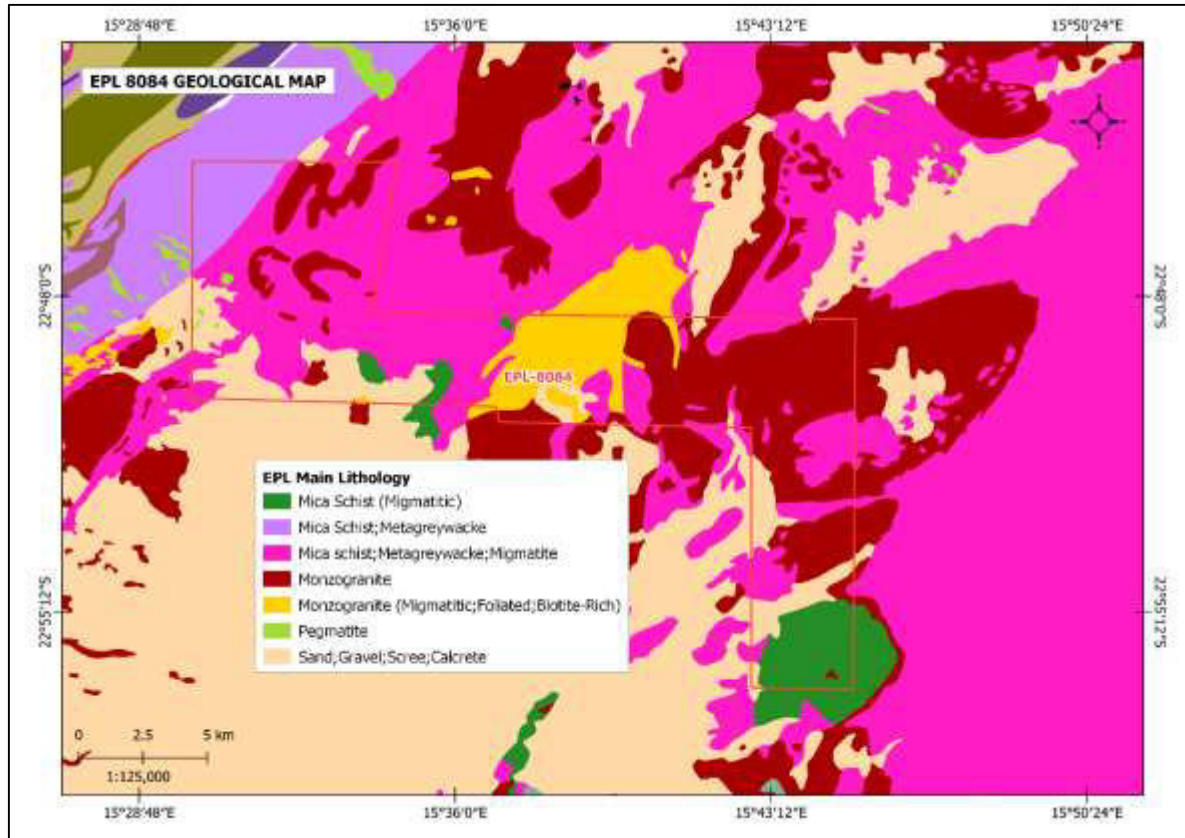 15°28'48"E 15°36'0"E 15°43'12"E 15°50'24"E
EPL 8084 GEOLOGICAL MAP
22°48'0"S 22°48'0"S
EPL-8084
EPL Main Lithology
Mica Schist (Migmatitic)
Mica Schist;Metagreywacke
Mica schist;Metagreywacke;Migmatite
Monzogranite
Monzogranite (Migmatitic;Foliated;Biotite-Rich)
Pegmatite
Sand;Gravel;Scree;Calcrete
22°55'12"S 22°55'12"S
0 2.5 5 km
1:125,000
15°28'48"E 15°36'0"E 15°43'12"E 15°50'24"E